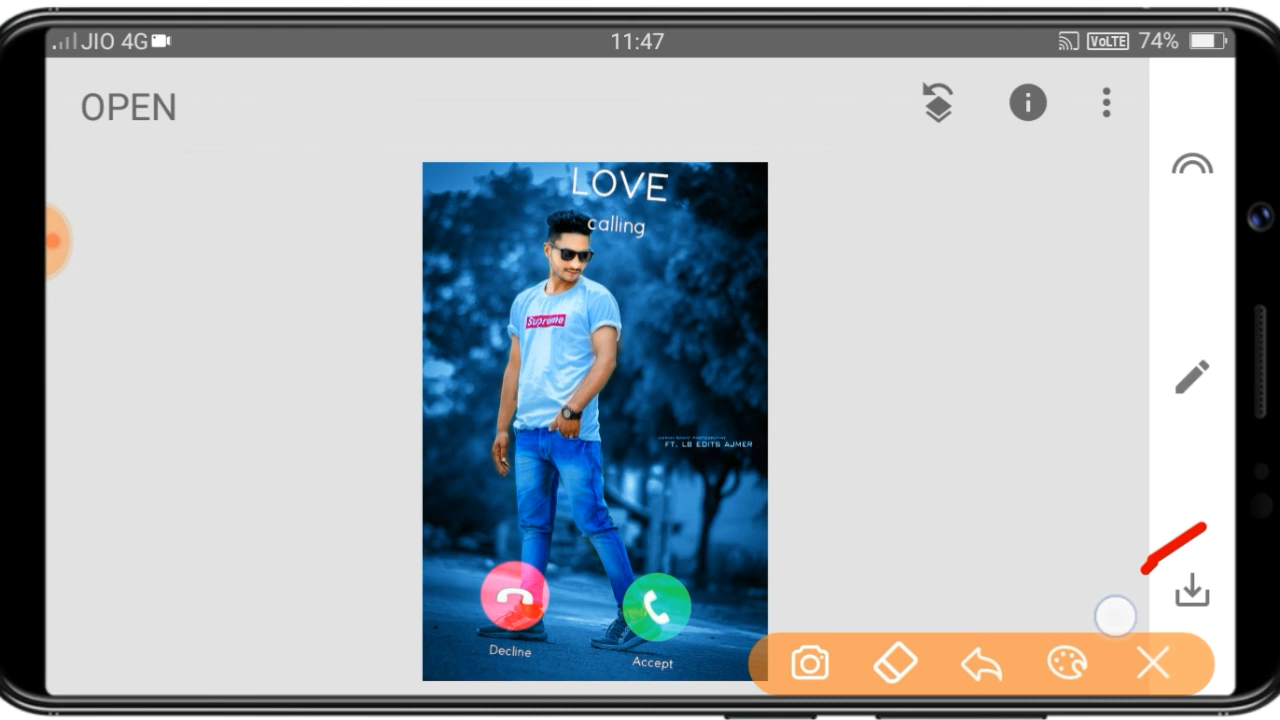 JIO 4G 11:47 VoLTE 74%
OPEN
LOVE
calling
Supreme
FT. LB EDITS AJMER
Decline
Accept